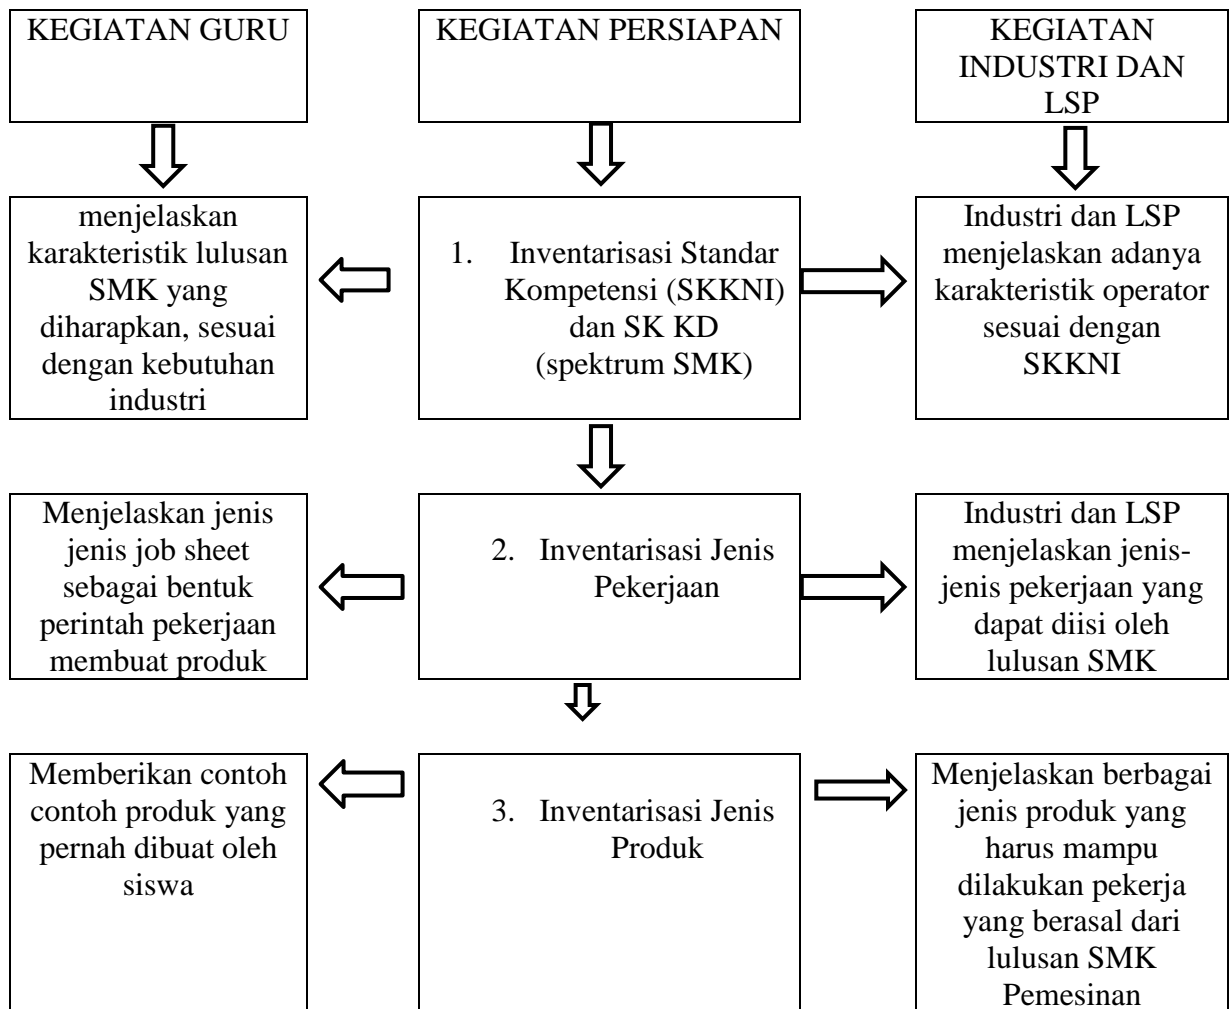 KEGIATAN GURU
KEGIATAN PERSIAPAN
KEGIATAN
INDUSTRI DAN
LSP
menjelaskan
karakteristik lulusan
SMK yang
diharapkan, sesuai
dengan kebutuhan
industri
1. Inventarisasi Standar
Kompetensi (SKKNI)
dan SK KD
(spektrum SMK)
Industri dan LSP
menjelaskan adanya
karakteristik operator
sesuai dengan
SKKNI
Menjelaskan jenis
jenis job sheet
sebagai bentuk
perintah pekerjaan
membuat produk
2. Inventarisasi Jenis
Pekerjaan
Industri dan LSP
menjelaskan jenis-
jenis pekerjaan yang
dapat diisi oleh
lulusan SMK
Memberikan contoh
contoh produk yang
pernah dibuat oleh
siswa
3. Inventarisasi Jenis
Produk
Menjelaskan berbagai
jenis produk yang
harus mampu
dilakukan pekerja
yang berasal dari
lulusan SMK
Pemesinan